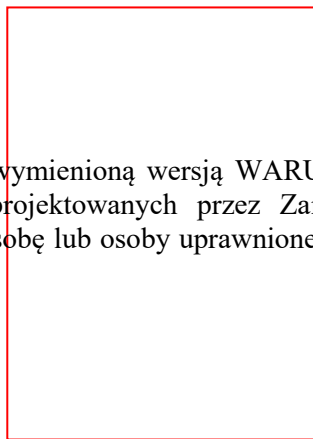 wymienioną wersją WARU
projektowanych przez Za
sobę lub osoby uprawnione